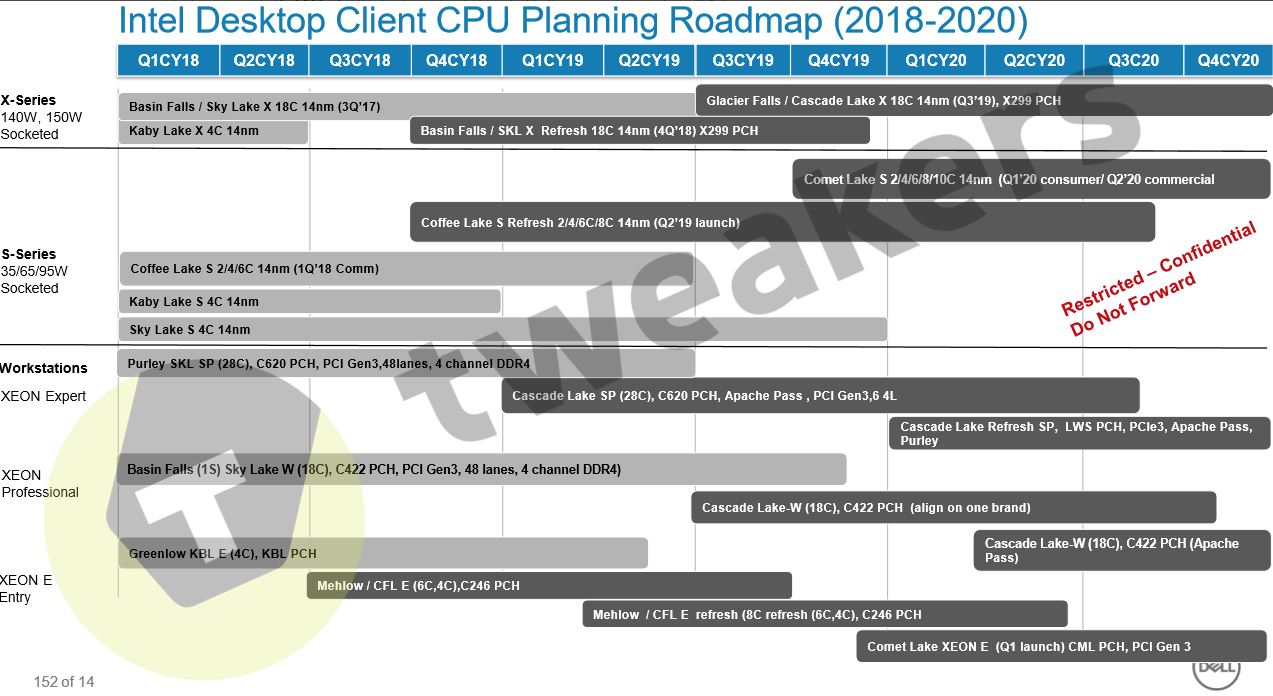 Intel Desktop Client CPU Planning Roadmap (2018-2020)
Q1CY18 Q2CY18 Q3CY18 Q4CY18 Q1CY19 Q2CY19 Q3CY19 Q4CY19 Q1CY20 Q2CY20 Q3C20 Q4CY20
X-Series
140W, 150W
Socketed
Basin Falls / Sky Lake X 18C 14nm (3Q'17)
Glacier Falls / Cascade Lake X 18C 14nm (Q3'19), X299 PCH
Kaby Lake X 4C 14nm
Basin Falls / SKL X Refresh 18C 14nm (4Q'18) X299 PCH
S-Series
35/65/95W
Socketed
Comet Lake S 2/4/6/8/10C 14nm (Q1'20 consumer/ Q2'20 commercial
Coffee Lake S Refresh 2/4/6C/8C 14nm (Q2'19 launch)
Coffee Lake S 2/4/6C 14nm (1Q'18 Comm)
Kaby Lake S 4C 14nm
Sky Lake S 4C 14nm
Restricted – Confidential
Do Not Forward
tweakers
Workstations
XEON Expert
Purley SKL SP (28C), C620 PCH, PCI Gen3,48lanes, 4 channel DDR4
Cascade Lake SP (28C), C620 PCH, Apache Pass , PCI Gen3,6 4L
Cascade Lake Refresh SP, LWS PCH, PCIe3, Apache Pass,
Purley
XEON
Professional
Basin Falls (1S) Sky Lake W (18C), C422 PCH, PCI Gen3, 48 lanes, 4 channel DDR4)
Cascade Lake-W (18C), C422 PCH (align on one brand)
Cascade Lake-W (18C), C422 PCH (Apache
Pass)
XEON E
Entry
Greenlow KBL E (4C), KBL PCH
Mehlow / CFL E (6C,4C),C246 PCH
Mehlow / CFL E refresh (8C refresh (6C,4C), C246 PCH
Comet Lake XEON E (Q1 launch) CML PCH, PCI Gen 3
T
152 of 14
DELL